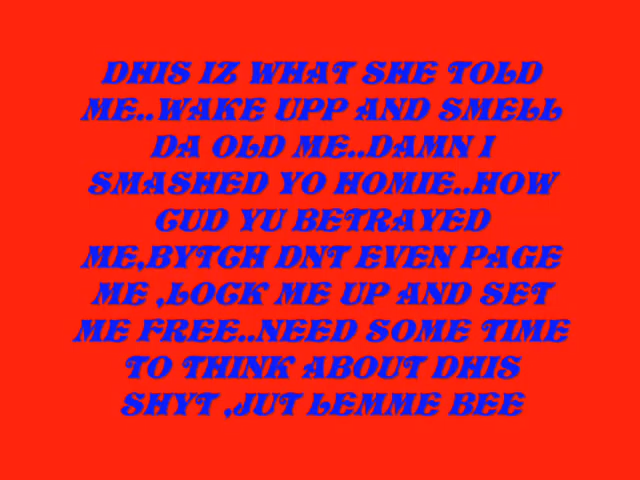 DHIS IZ WHAT SHE TOLD
ME..WAKE UPP AND SMELL
DA OLD ME..DAMN I
SMASHED YO HOMIE..HOW
CUD YU BETRAYED
ME,BYTCH DNT EVEN PAGE
ME ,LOCK ME UP AND SET
ME FREE..NEED SOME TIME
TO THINK ABOUT DHIS
SHYT ,JUT LEMME BEE